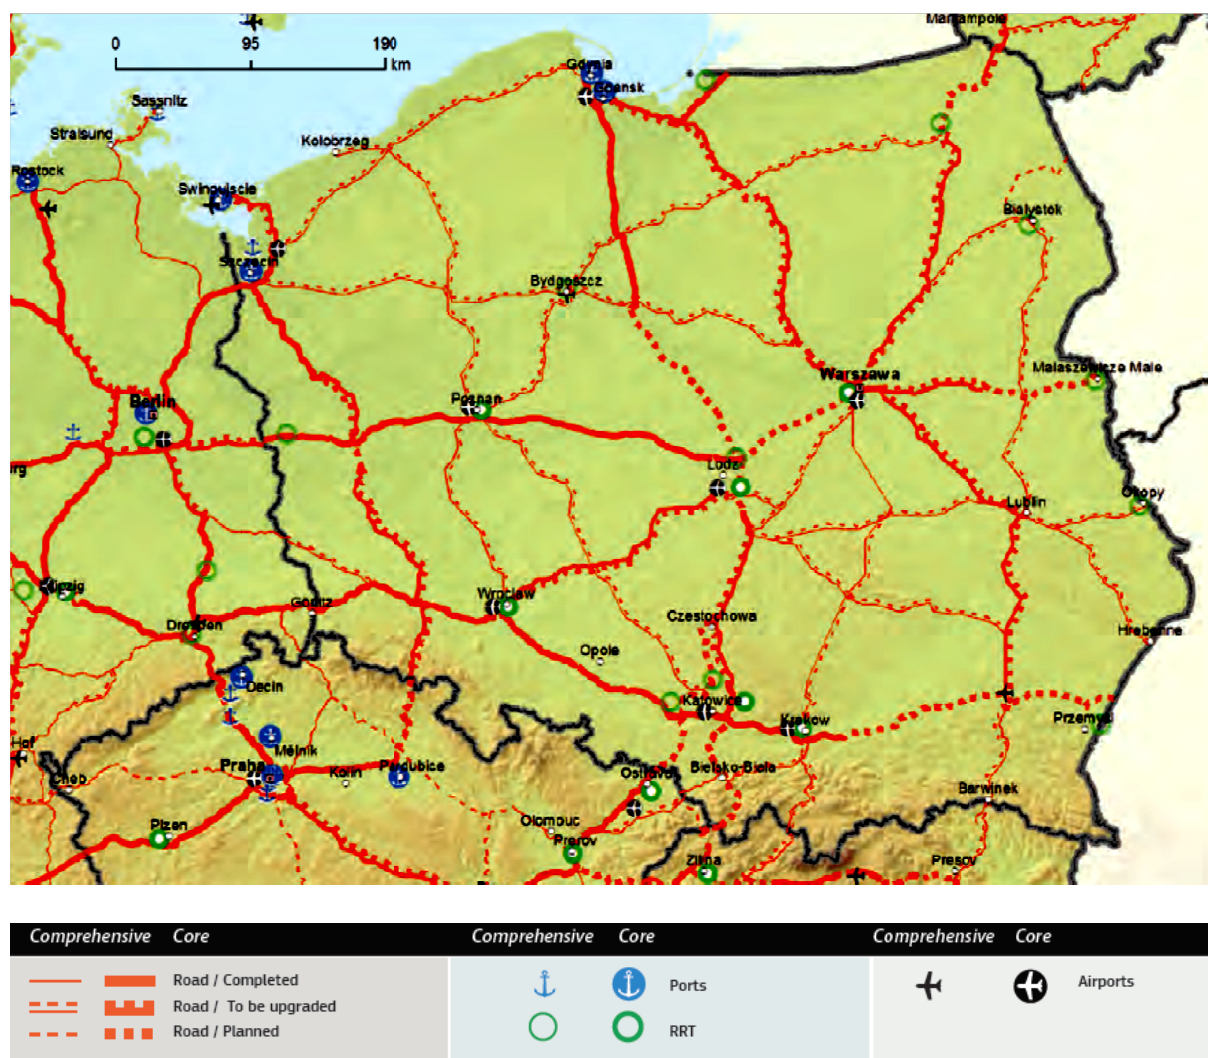 Mariampole
0 95 190
km
Gdynia
Gdansk
Sassnitz
Stralsund
Kolobrzeg
Rostock
Swinoujscie
Bialystok
Szczecin
Bydgoszcz
Malaszewicze Male
Warszawa
Berlin
Poznan
Lodz
Okopy
Lublin
Leipzig
Wroclaw
Görlitz
Czestochowa
Dresden
Hrebenne
Opole
Decin
Katowice
Krakow
Przemysl
Hof
Mělnik
Praha
Kolin
Pardubice
Ostrava
Bielsko-Biala
Cheb
Barwinek
Olomouc
Plzen
Prerov
Zilina
Presov
Comprehensive Core Comprehensive Core Comprehensive Core
Road / Completed
Ports
Airports
Road / To be upgraded
Road / Planned
RRT